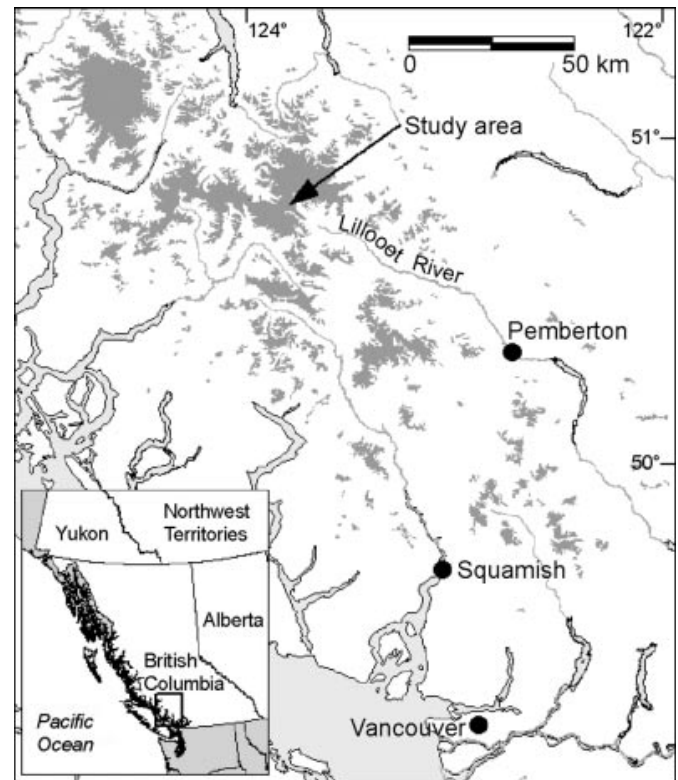 124°
122°
0
50 km
Study area
51°
Lillooet River
Pemberton
50°
Northwest
Territories
Yukon
Squamish
Alberta
British
Columbia
Pacific
Ocean
Vancouver